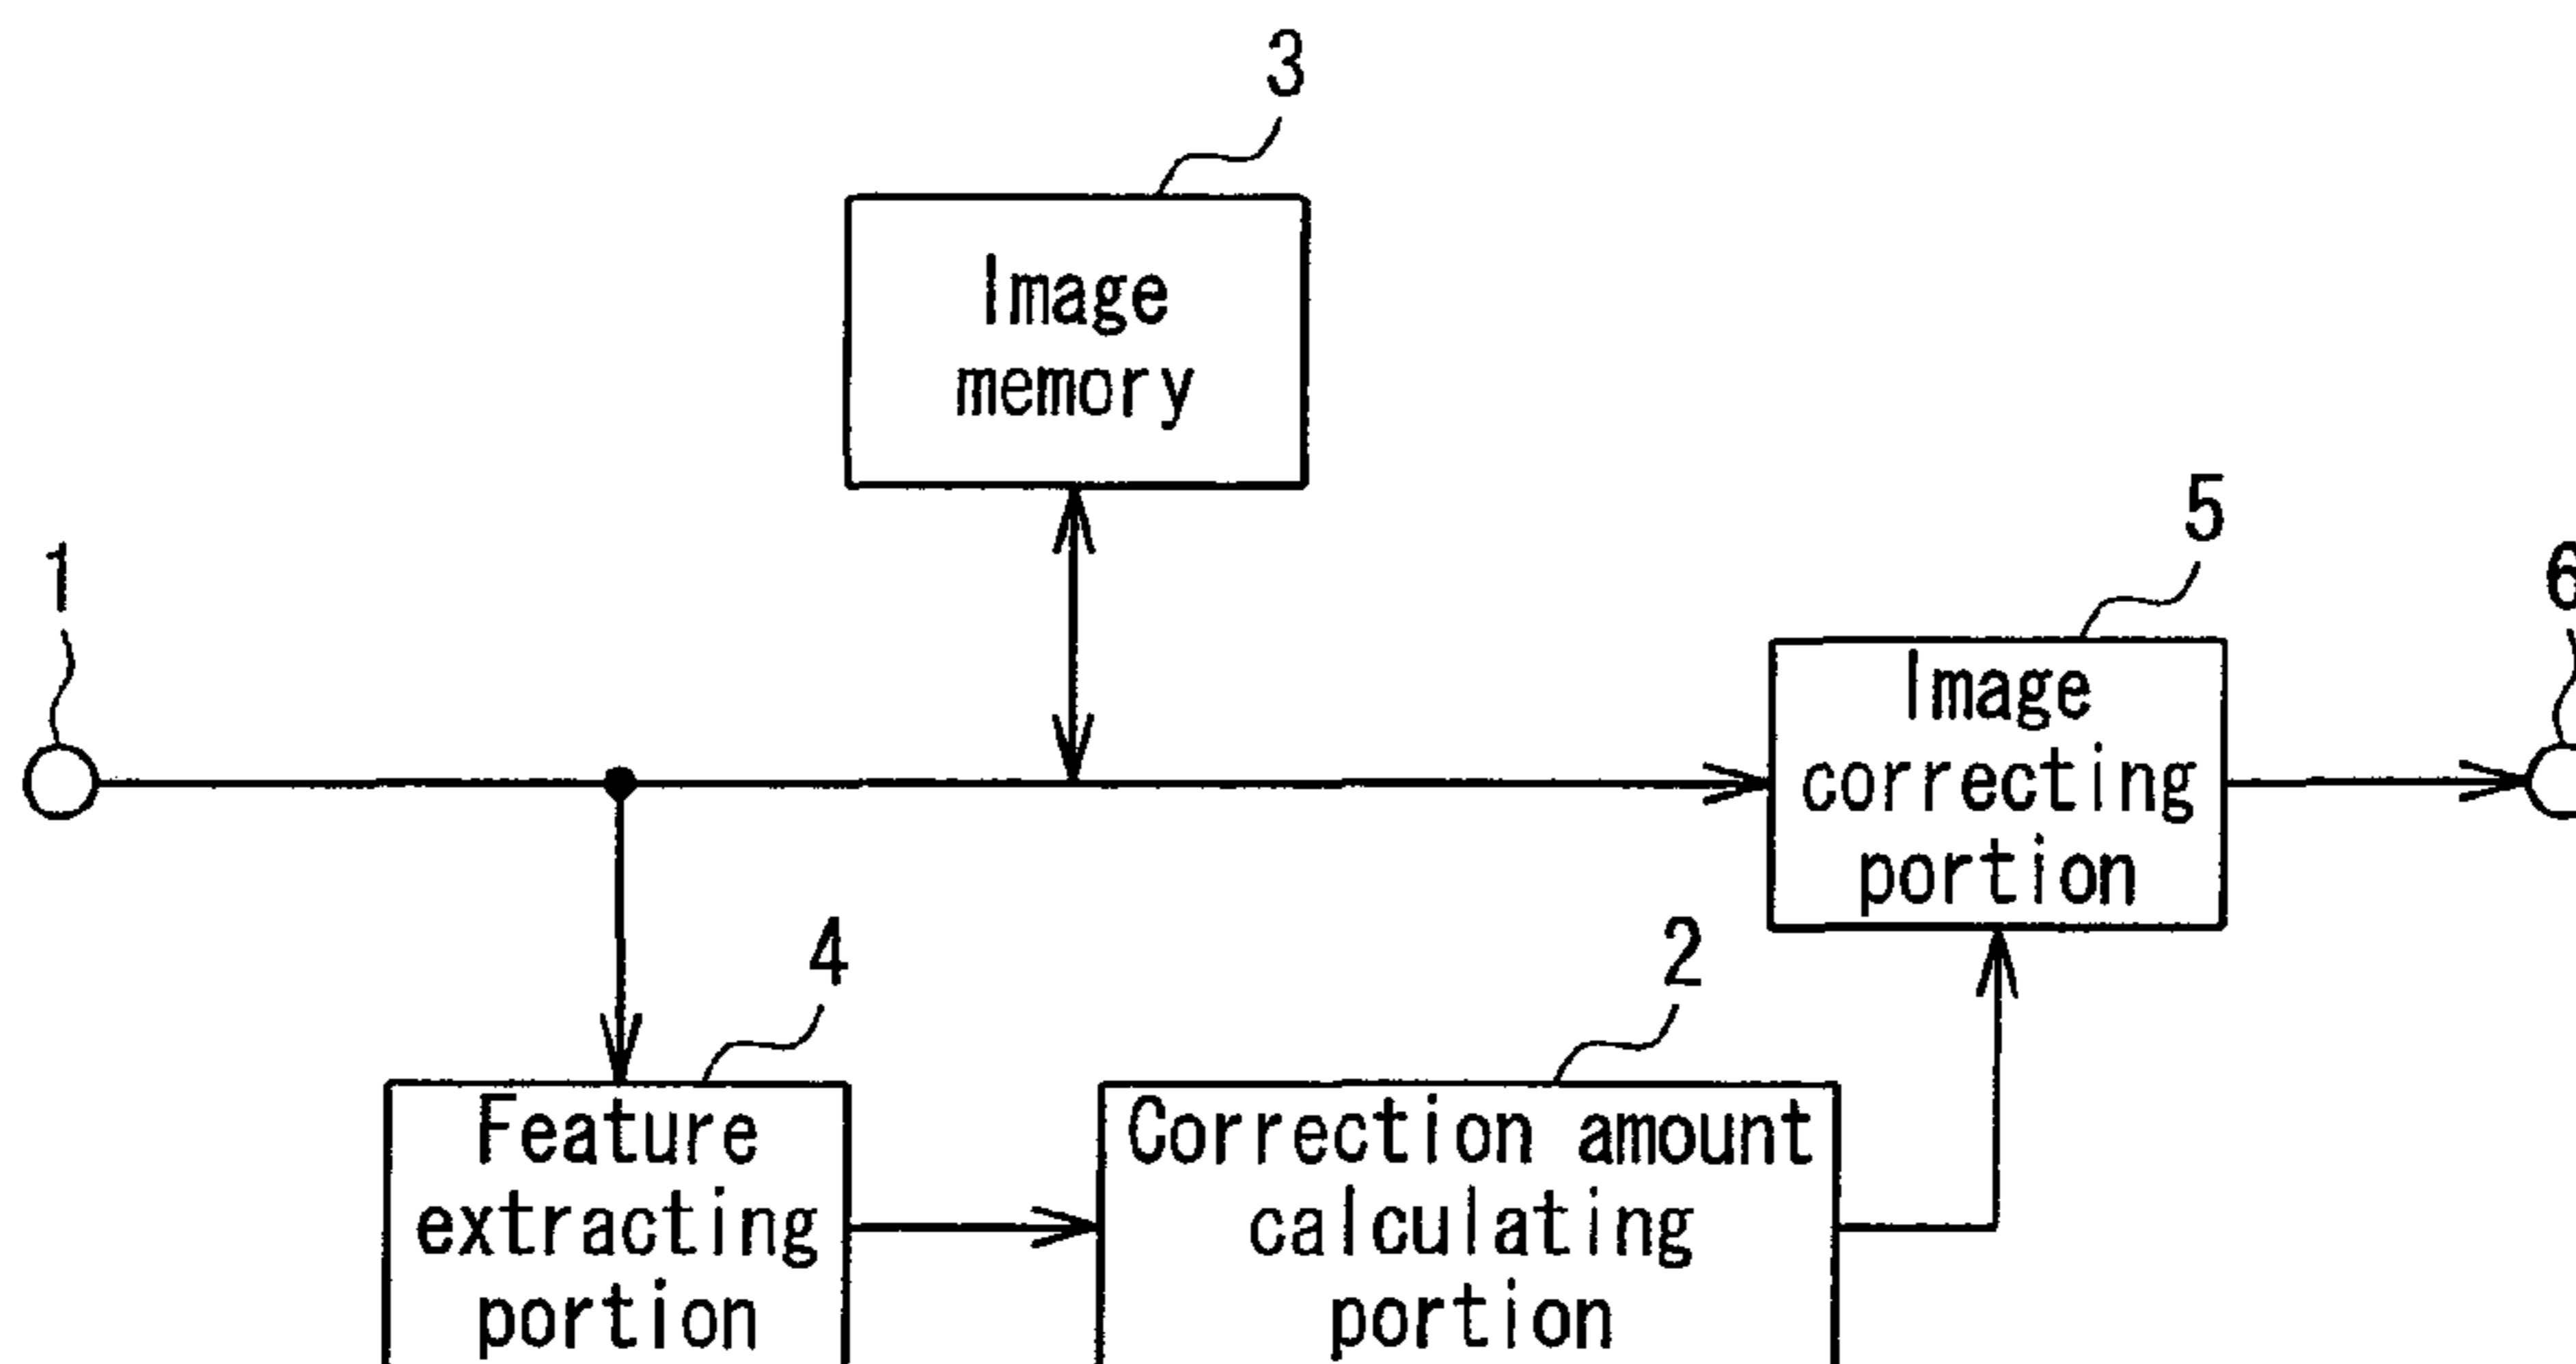 3
Image
memory
5
1
6
Image
correcting
portion
4
2
Feature
extracting
portion
Correction amount
calculating
portion